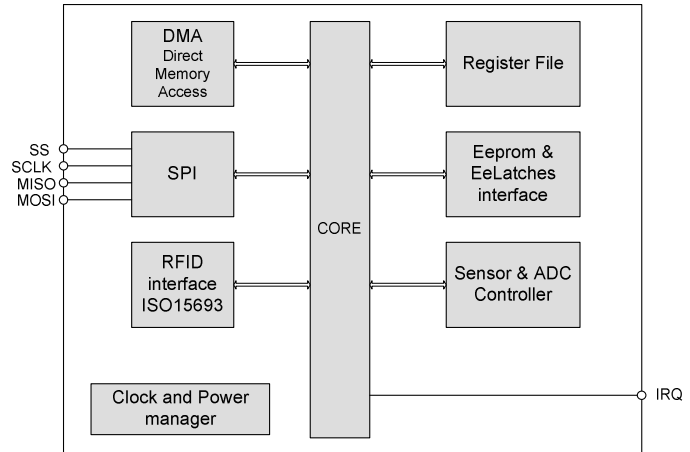 DMA
Direct
Memory
Access
Register File
SS
SCLK
MISO
MOSI
SPI
Eeprom &
EeLatches
interface
CORE
RFID
interface
ISO15693
Sensor & ADC
Controller
Clock and Power
manager
IRQ